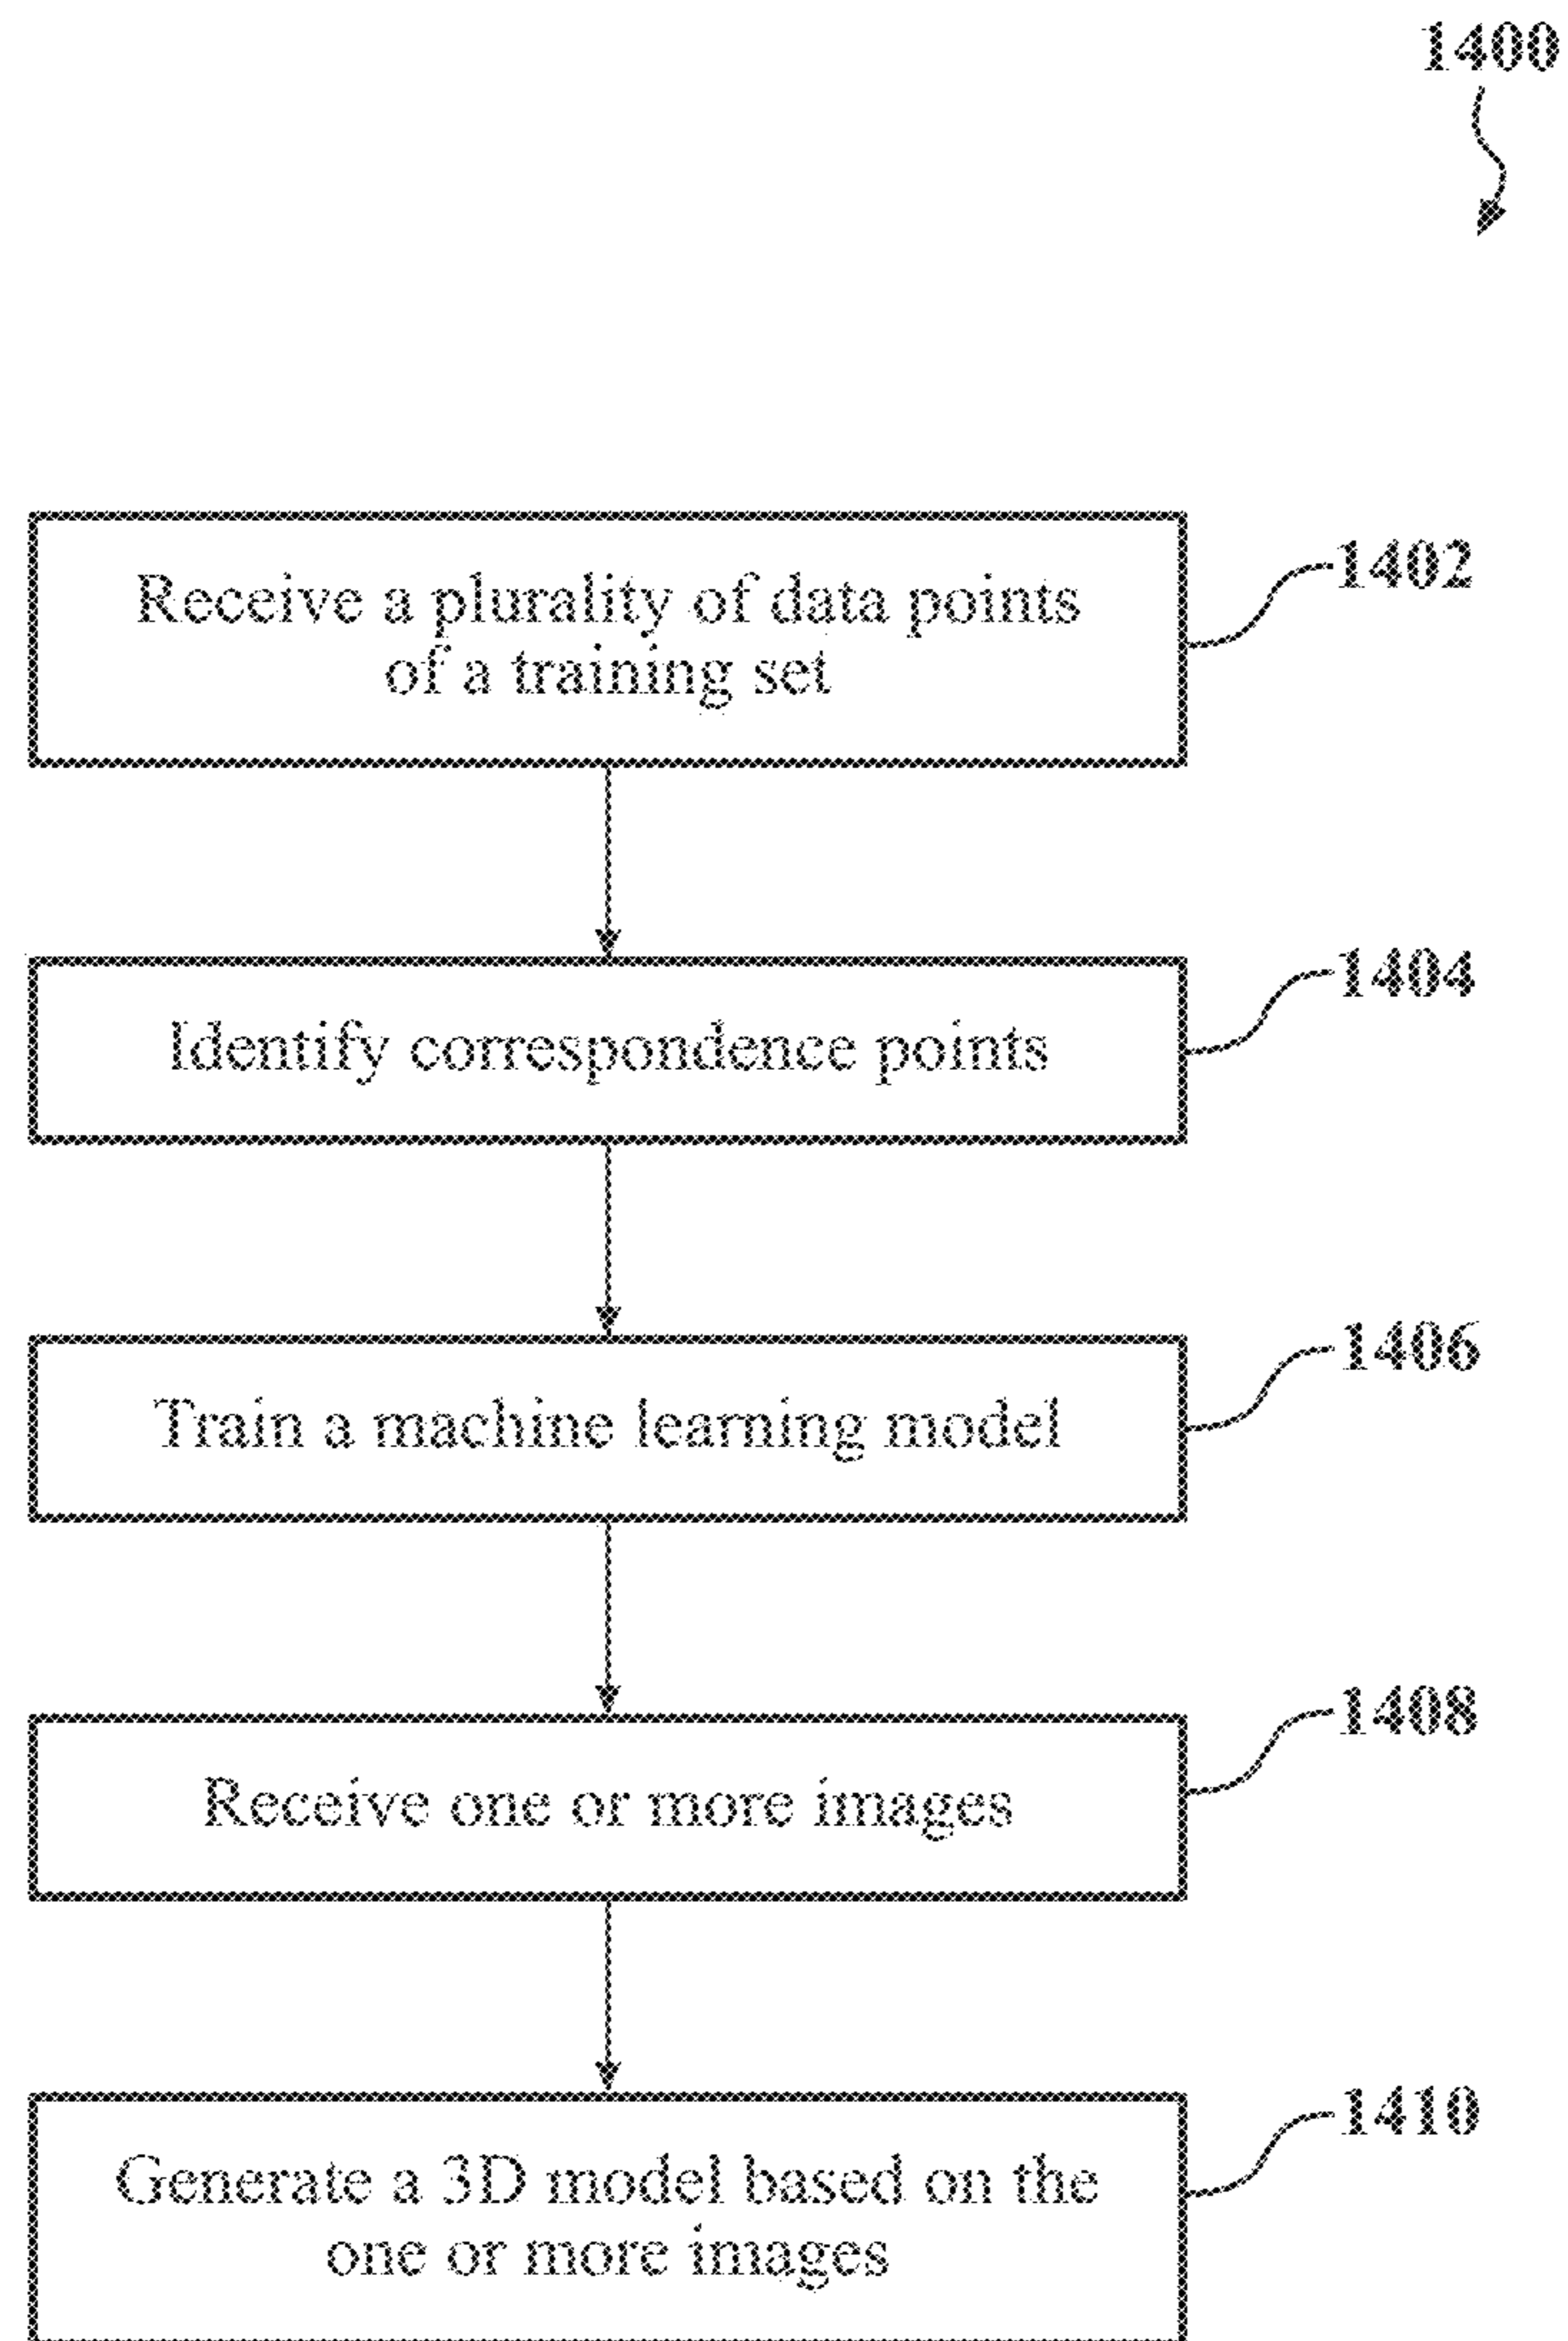 1400
Receive a plurality of data points
of a training set
1402
Identify correspondence points
1404
Train a machine learning model
1406
Receive one or more images
1408
Generate a 3D model based on the
one or more images
1410